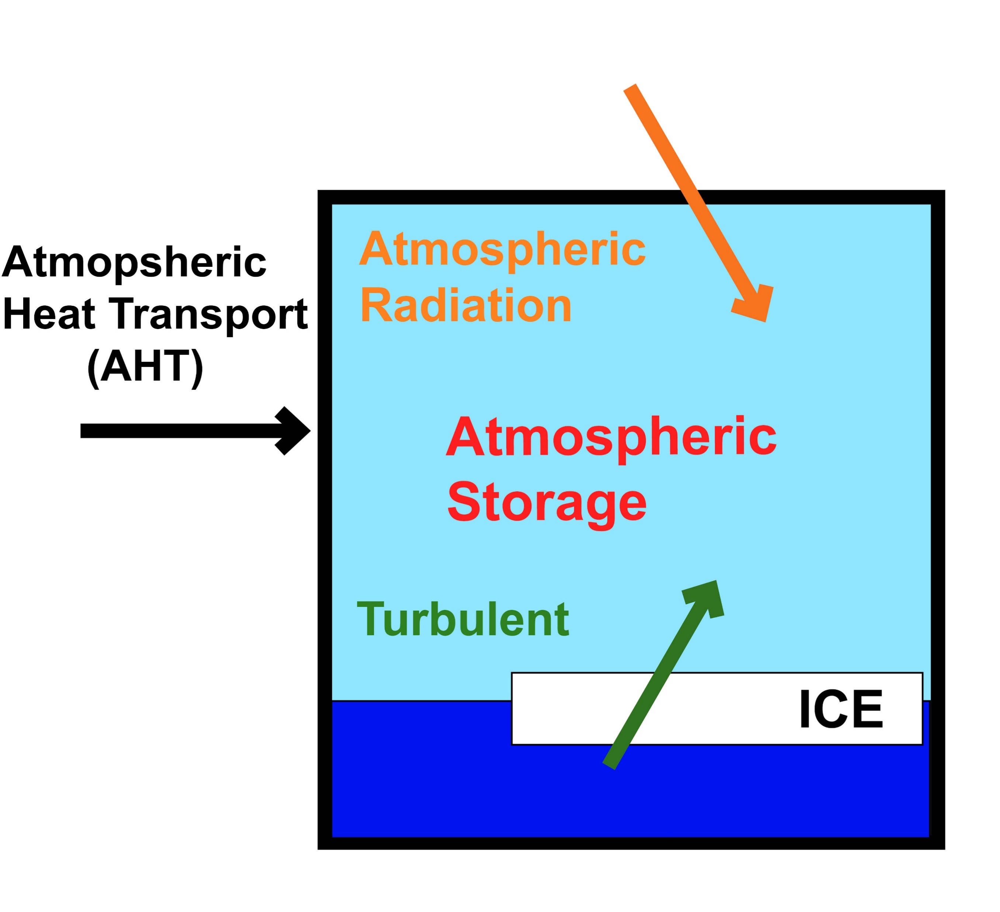 Atmopsheric
Heat Transport
(AHT)
Atmospheric
Radiation
Atmospheric
Storage
Turbulent
ICE